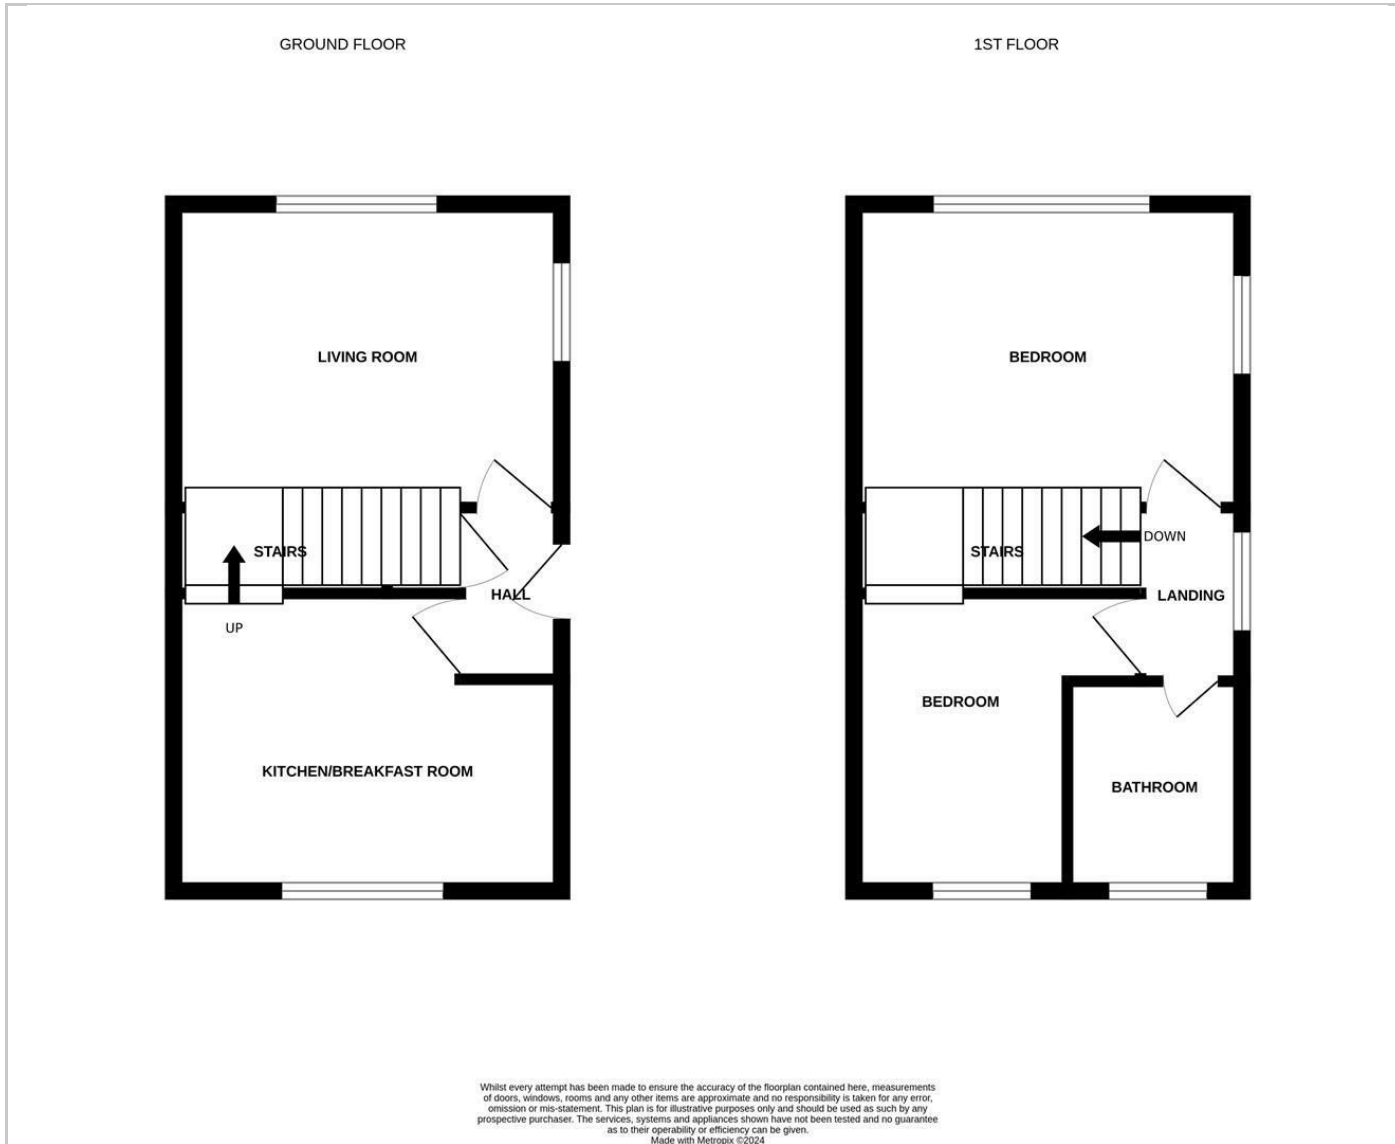 GROUND FLOOR
1ST FLOOR
LIVING ROOM
BEDROOM
STAIRS
HALL
UP
KITCHEN/BREAKFAST ROOM
STAIRS
DOWN
LANDING
BEDROOM
BATHROOM
Whilst every attempt has been made to ensure the accuracy of the floorplan contained here, measurements
of doors, windows, rooms and any other items are approximate and no responsibility is taken for any error,
omission or mis-statement. This plan is for illustrative purposes only and should be used as such by any
prospective purchaser. The services, systems and appliances shown have not been tested and no guarantee
as to their operability or efficiency can be given.
Made with Metropix ©2024